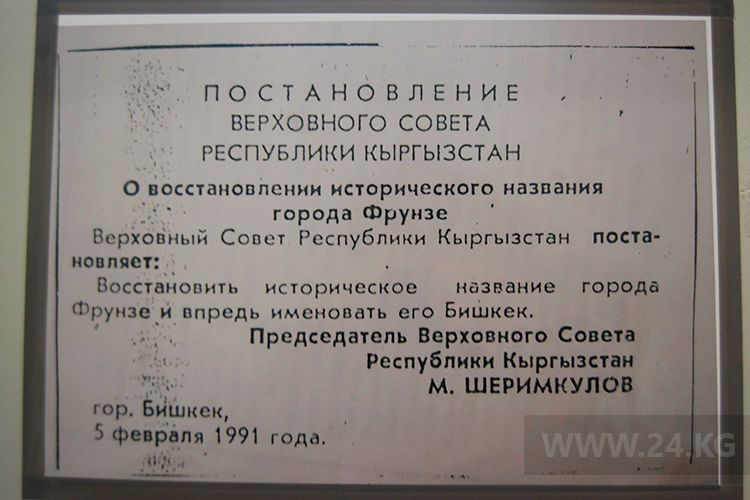 ПОСТАНОВЛЕНИЕ
ВЕРХОВНОГО СОВЕТА
РЕСПУБЛИКИ КЫРГЫЗСТАН
О восстановлении исторического названия
города Фрунзе
Верховный Совет Республики Кыргызстан поста-
новляет:
Восстановить историческое название города
Фрунзе и впредь именовать его Бишкек.
Председатель Верховного Совета
Республики Кыргызстан
М. ШЕРИМКУЛОВ
гор. Бишкек,
5 февраля 1991 года.
WWW.24.KG